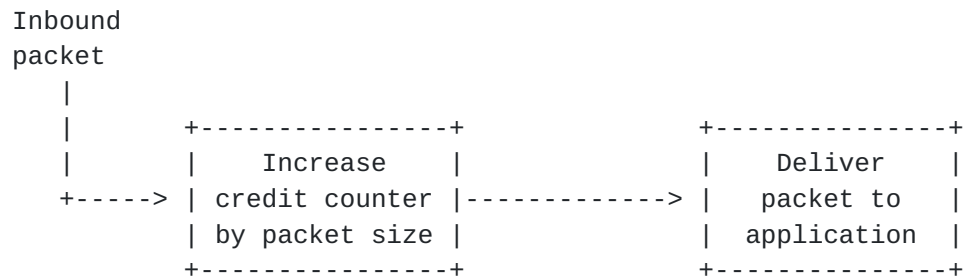 Inbound
packet
Increase
credit counter
by packet size
Deliver
packet to
application